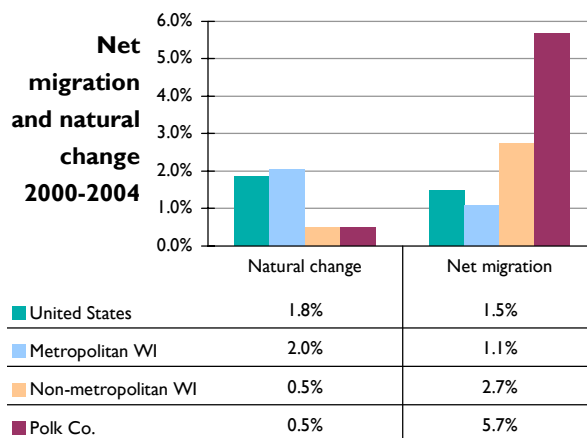 Net
migration
and natural
change
2000-2004
6.0%
5.0%
4.0%
3.0%
2.0%
1.0%
0.0%
Natural change Net migration
United States 1.8% 1.5%
Metropolitan WI 2.0% 1.1%
Non-metropolitan WI 0.5% 2.7%
Polk Co. 0.5% 5.7%